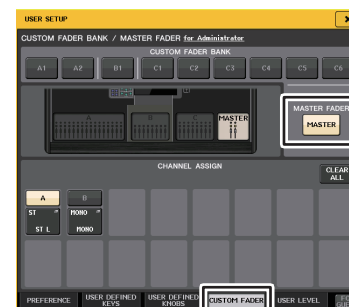 USER SETUP
CUSTOM FADER BANK / MASTER FADER for Administrator
CUSTOM FADER BANK
A1 A2 B1 C1 C2 C3 C4 C5 C6
MASTER FADER
MASTER
A B C MASTER
CHANNEL ASSIGN
CLEAR
ALL
A B
ST MONO
ST L MONO
PREFERENCE USER DEFINED KEYS USER DEFINED KNOBS CUSTOM FADER USER LEVEL